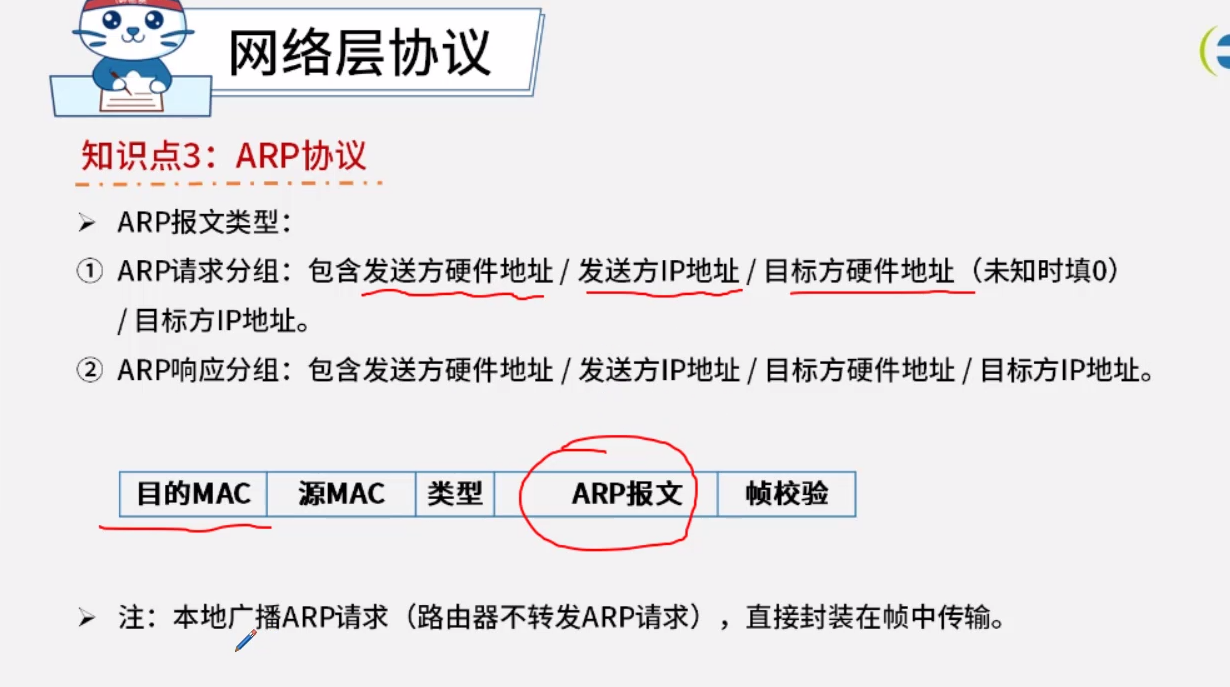 网络层协议
知识点3：ARP协议
➢ ARP报文类型：
① ARP请求分组：包含发送方硬件地址 / 发送方IP地址 / 目标方硬件地址（未知时填0）
/ 目标方IP地址。
② ARP响应分组：包含发送方硬件地址 / 发送方IP地址 / 目标方硬件地址 / 目标方IP地址。
目的MAC 源MAC 类型 ARP报文 帧校验
➢ 注：本地广播ARP请求（路由器不转发ARP请求），直接封装在帧中传输。